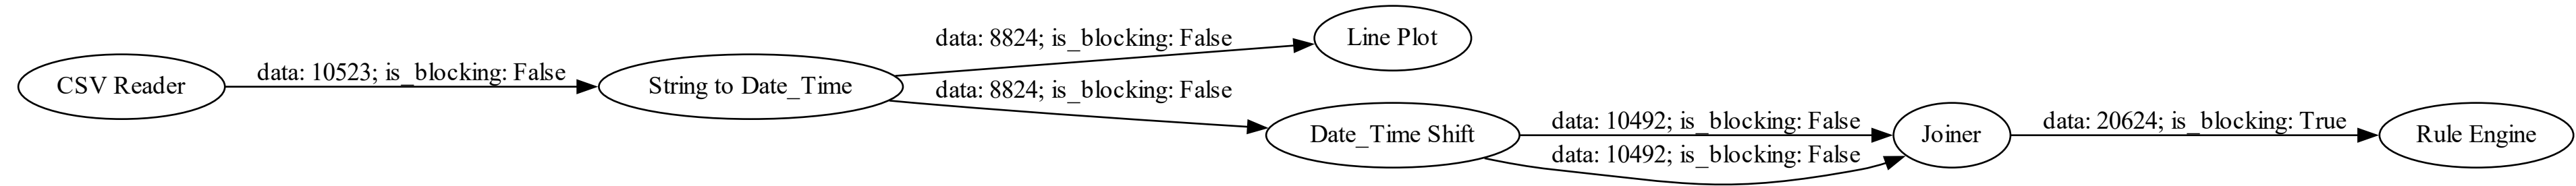 CSV Reader
data: 10523; is_blocking: False
String to Date_Time
data: 8824; is_blocking: False
data: 8824; is_blocking: False
Line Plot
Date_Time Shift
data: 10492; is_blocking: False
data: 10492; is_blocking: False
Joiner
data: 20624; is_blocking: True
Rule Engine